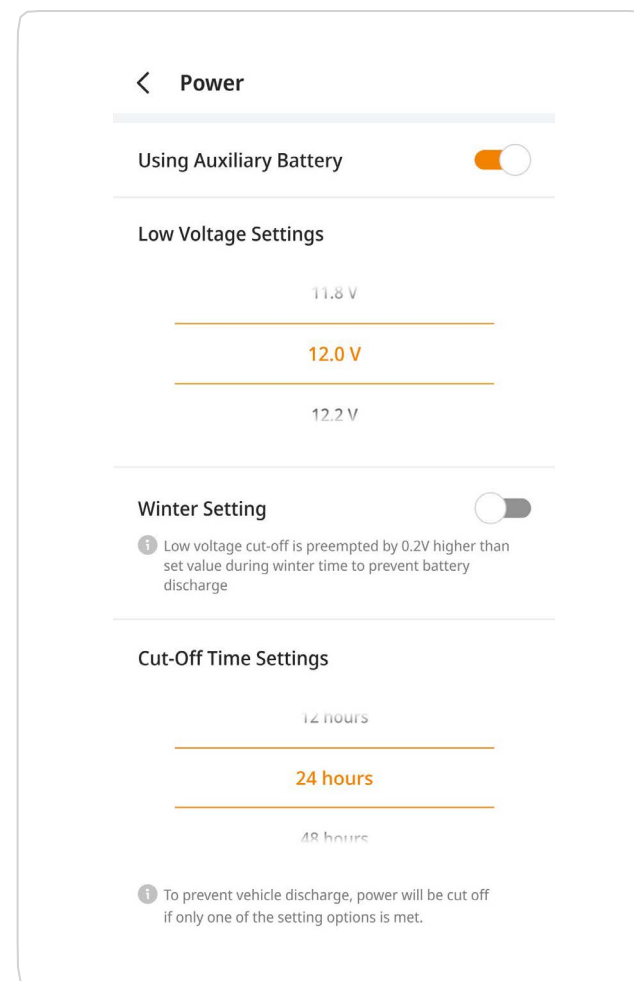 Power
Using Auxiliary Battery
Low Voltage Settings
11.8 V
12.0 V
12.2 V
Winter Setting
Low voltage cut-off is preempted by 0.2V higher than
set value during winter time to prevent battery
discharge
Cut-Off Time Settings
12 hours
24 hours
48 hours
To prevent vehicle discharge, power will be cut off
if only one of the setting options is met.